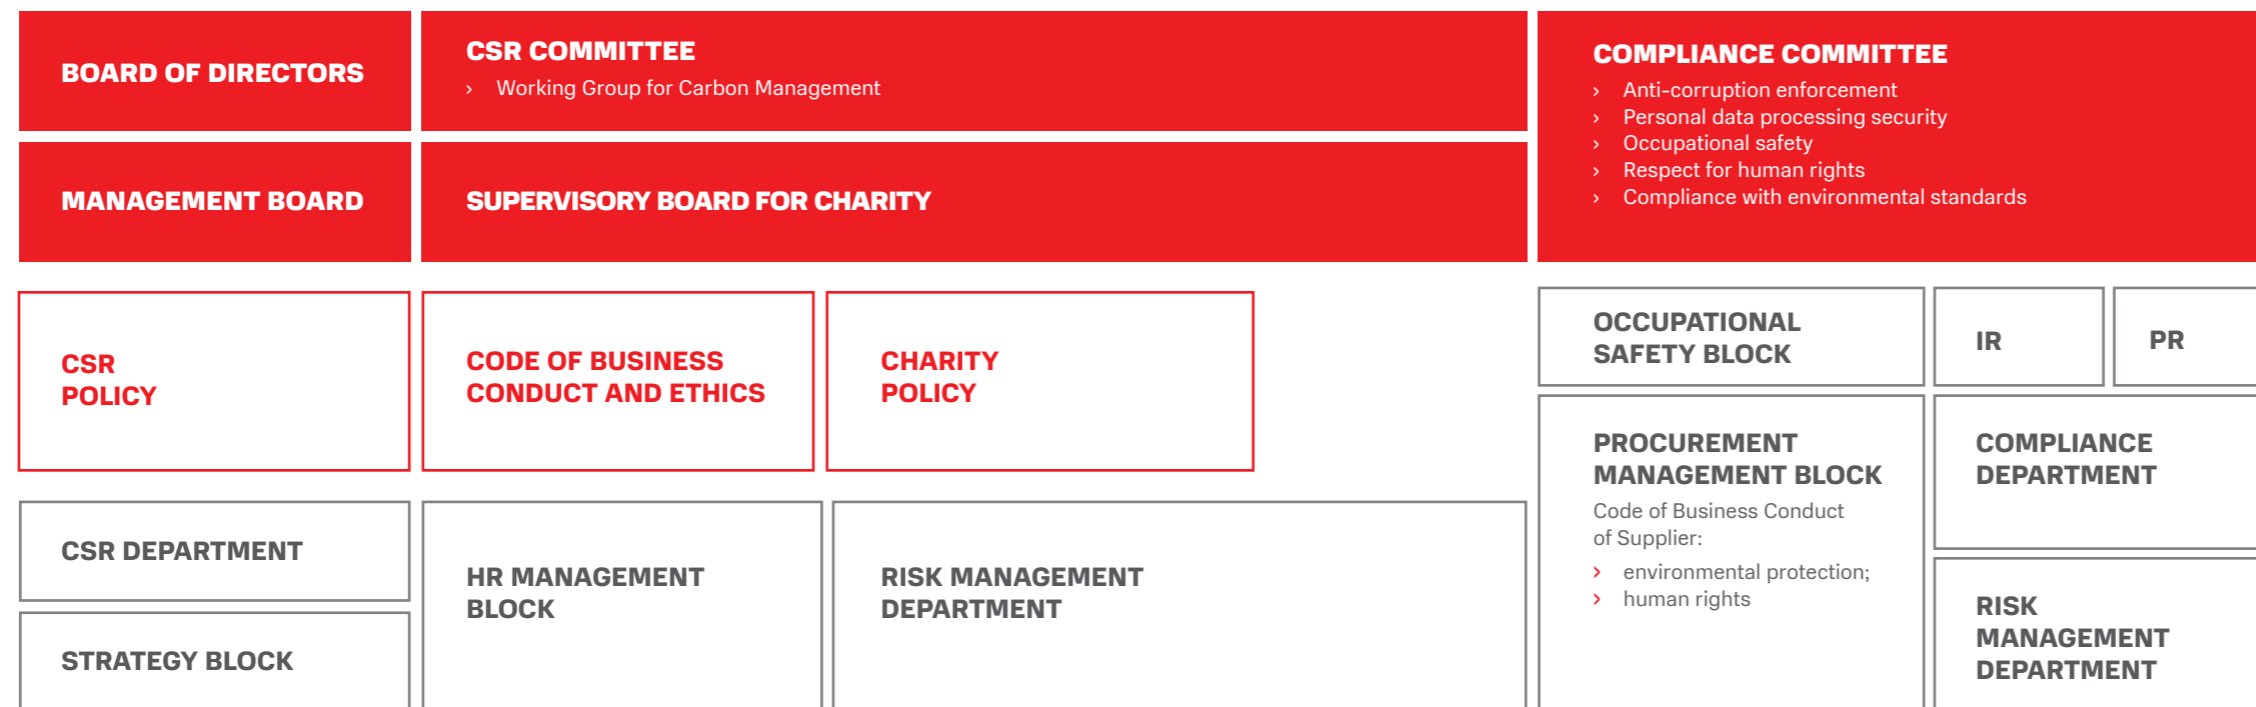 BOARD OF DIRECTORS
CSR COMMITTEE
› Working Group for Carbon Management
COMPLIANCE COMMITTEE
› Anti-corruption enforcement
› Personal data processing security
› Occupational safety
› Respect for human rights
› Compliance with environmental standards
MANAGEMENT BOARD
SUPERVISORY BOARD FOR CHARITY
CSR
POLICY
CODE OF BUSINESS
CONDUCT AND ETHICS
CHARITY
POLICY
OCCUPATIONAL
SAFETY BLOCK
IR
PR
PROCUREMENT
MANAGEMENT BLOCK
Code of Business Conduct
of Supplier:
› environmental protection;
› human rights
COMPLIANCE
DEPARTMENT
CSR DEPARTMENT
HR MANAGEMENT
BLOCK
RISK MANAGEMENT
DEPARTMENT
RISK
MANAGEMENT
DEPARTMENT
STRATEGY BLOCK